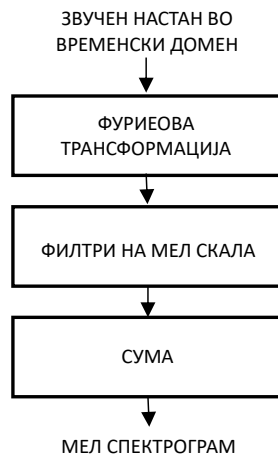 ЗВУЧЕН НАСТАН ВО
ВРЕМЕНСКИ ДОМЕН
ФУРИЕОВА
ТРАНСФОРМАЦИЈА
ФИЛТРИ НА МЕЛ СКАЛА
СУМА
МЕЛ СПЕКТРОГРАМ